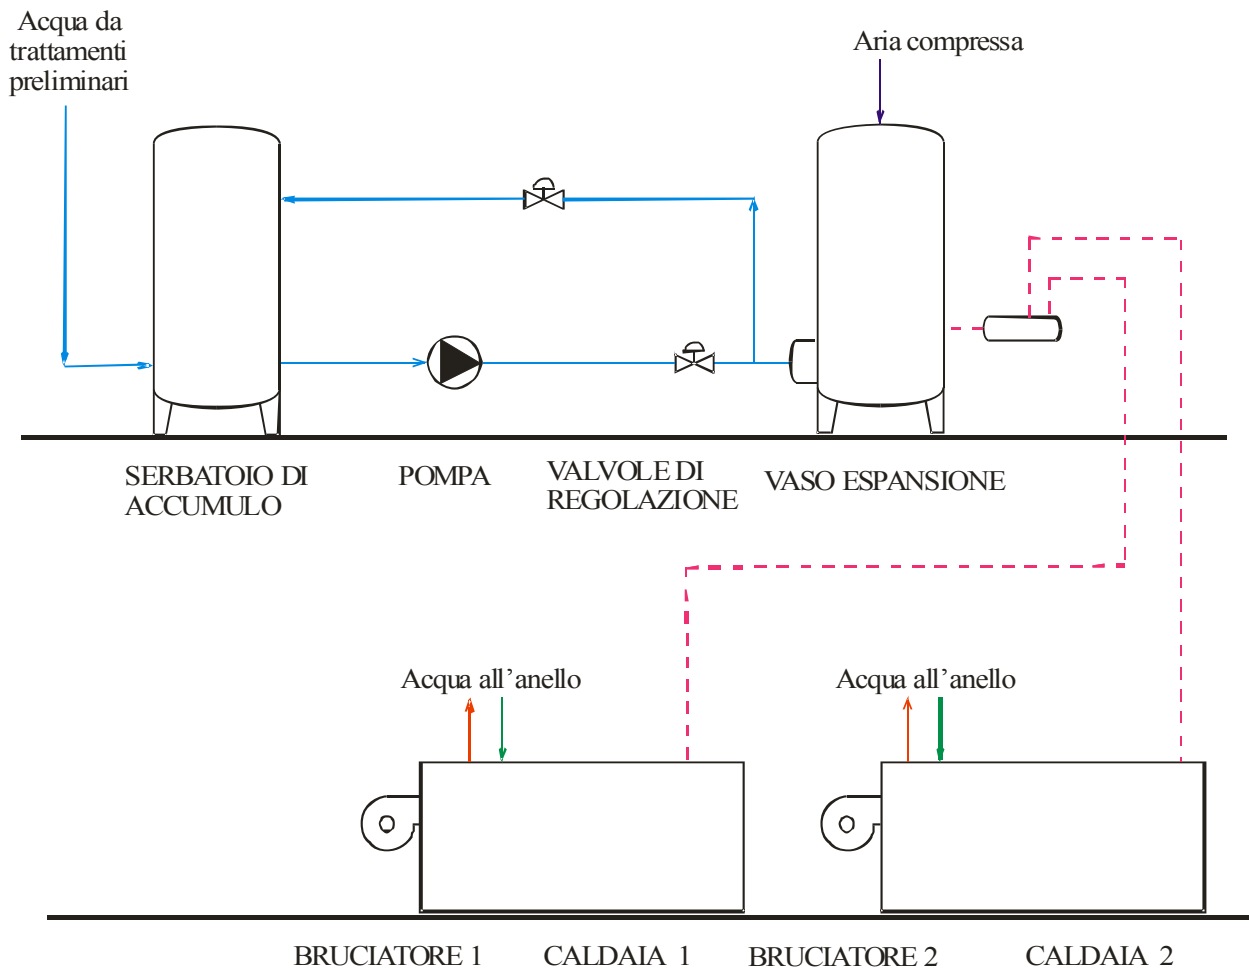 Acqua da
trattamenti
preliminari
Aria compressa
SERBATOIO DI
ACCUMULO
POMPA
VALVOLE DI
REGOLAZIONE
VASO ESPANSIONE
Acqua all’anello
Acqua all’anello
BRUCIATORE 1
CALDAIA 1
BRUCIATORE 2
CALDAIA 2